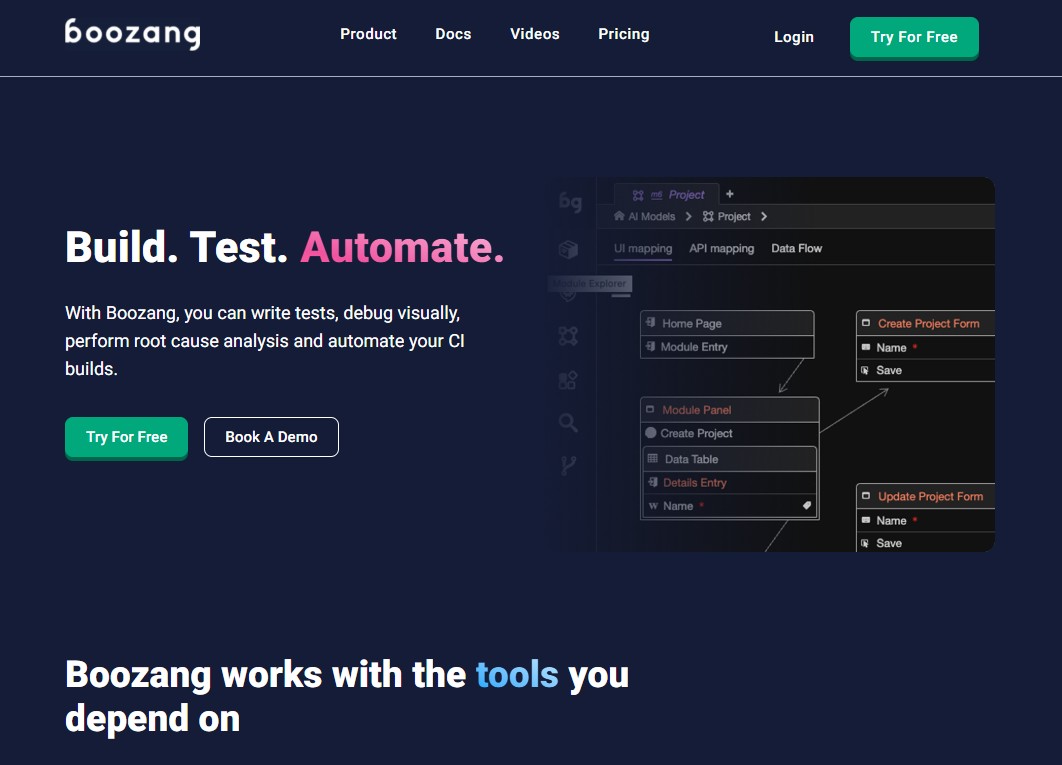 boozang
Product Docs Videos Pricing
Login
Try For Free
Build. Test. Automate.
With Boozang, you can write tests, debug visually,
perform root cause analysis and automate your CI
builds.
Try For Free
Book A Demo
bg
Project +
AI Models > Project >
UI mapping API mapping Data Flow
Module Explorer
Home Page
Module Entry
Create Project Form
Name *
Save
Module Panel
Create Project
Data Table
Details Entry
W Name *
Update Project Form
Name *
Save
Boozang works with the tools you
depend on